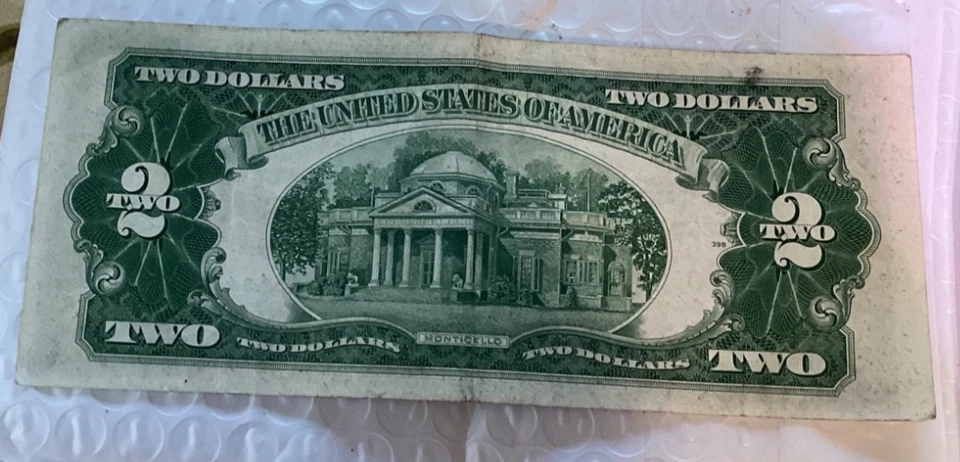 TWO DOLLARS
TWO DOLLARS
THE UNITED STATES OF AMERICA
2
TWO
2
TWO
398
TWO
TWO DOLLARS
MONTICELLO
TWO DOLLARS
TWO